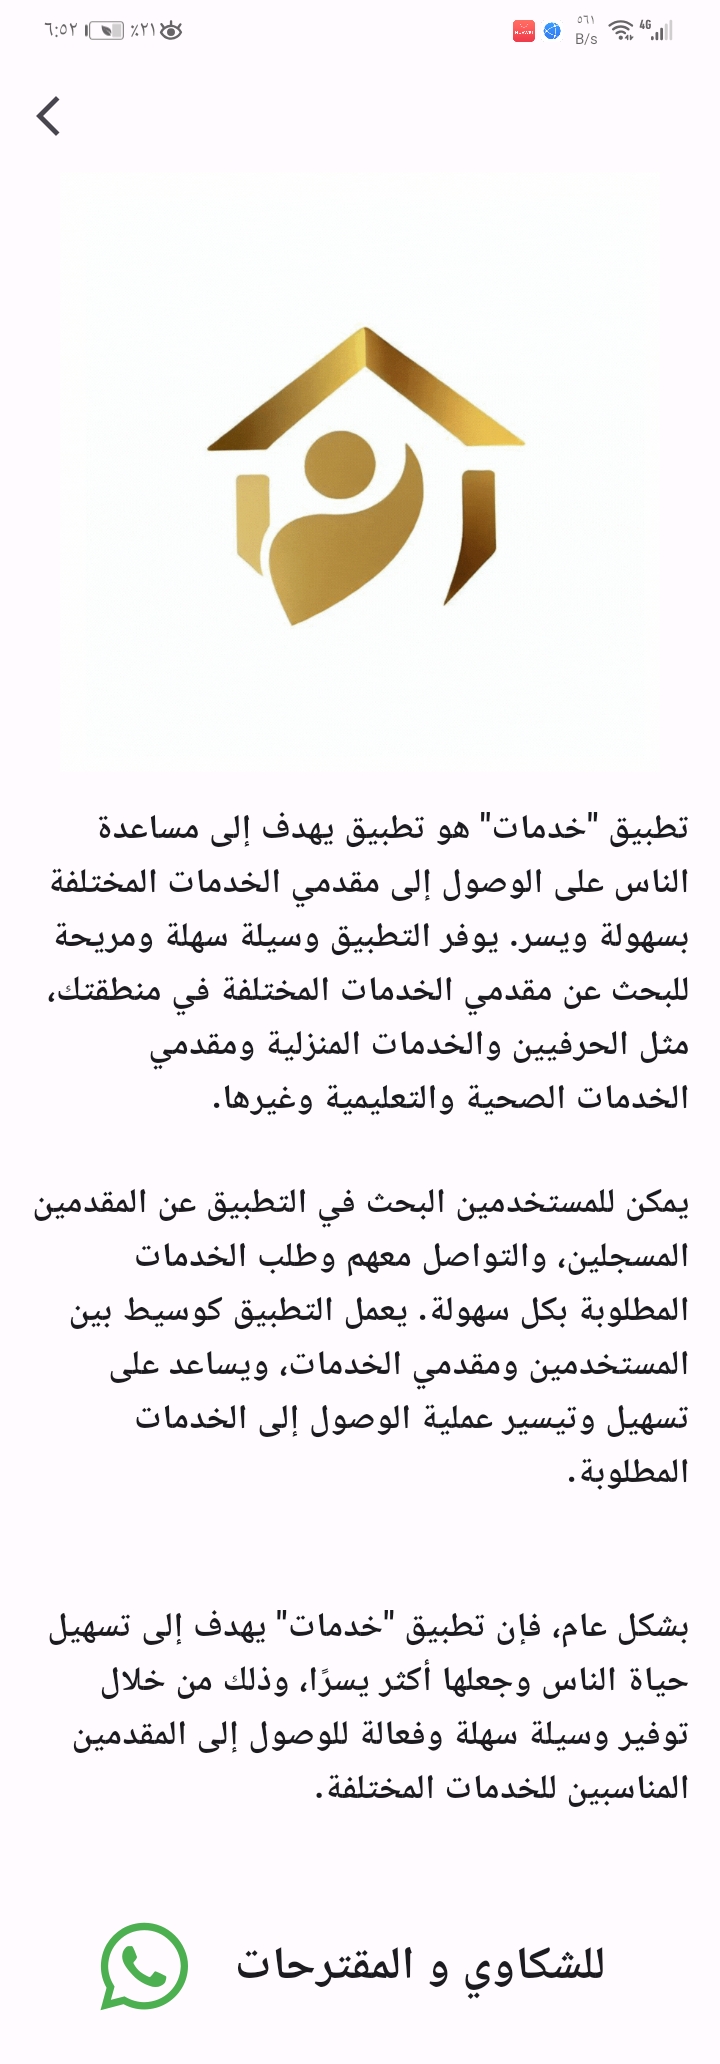 ٦:٥٢ ٪٢١ ٥٦١ B/s 4G
HUAWEI
تطبيق "خدمات" هو تطبيق يهدف إلى مساعدة
الناس على الوصول إلى مقدمي الخدمات المختلفة
بسهولة ويسر. يوفر التطبيق وسيلة سهلة ومريحة
للبحث عن مقدمي الخدمات المختلفة في منطقتك،
مثل الحرفيين والخدمات المنزلية ومقدمي
الخدمات الصحية والتعليمية وغيرها.
يمكن للمستخدمين البحث في التطبيق عن المقدمين
المسجلين، والتواصل معهم وطلب الخدمات
المطلوبة بكل سهولة. يعمل التطبيق كوسيط بين
المستخدمين ومقدمي الخدمات، ويساعد على
تسهيل وتيسير عملية الوصول إلى الخدمات
المطلوبة.
بشكل عام، فإن تطبيق "خدمات" يهدف إلى تسهيل
حياة الناس وجعلها أكثر يسرًا، وذلك من خلال
توفير وسيلة سهلة وفعالة للوصول إلى المقدمين
المناسبين للخدمات المختلفة.
للشكاوي و المقترحات